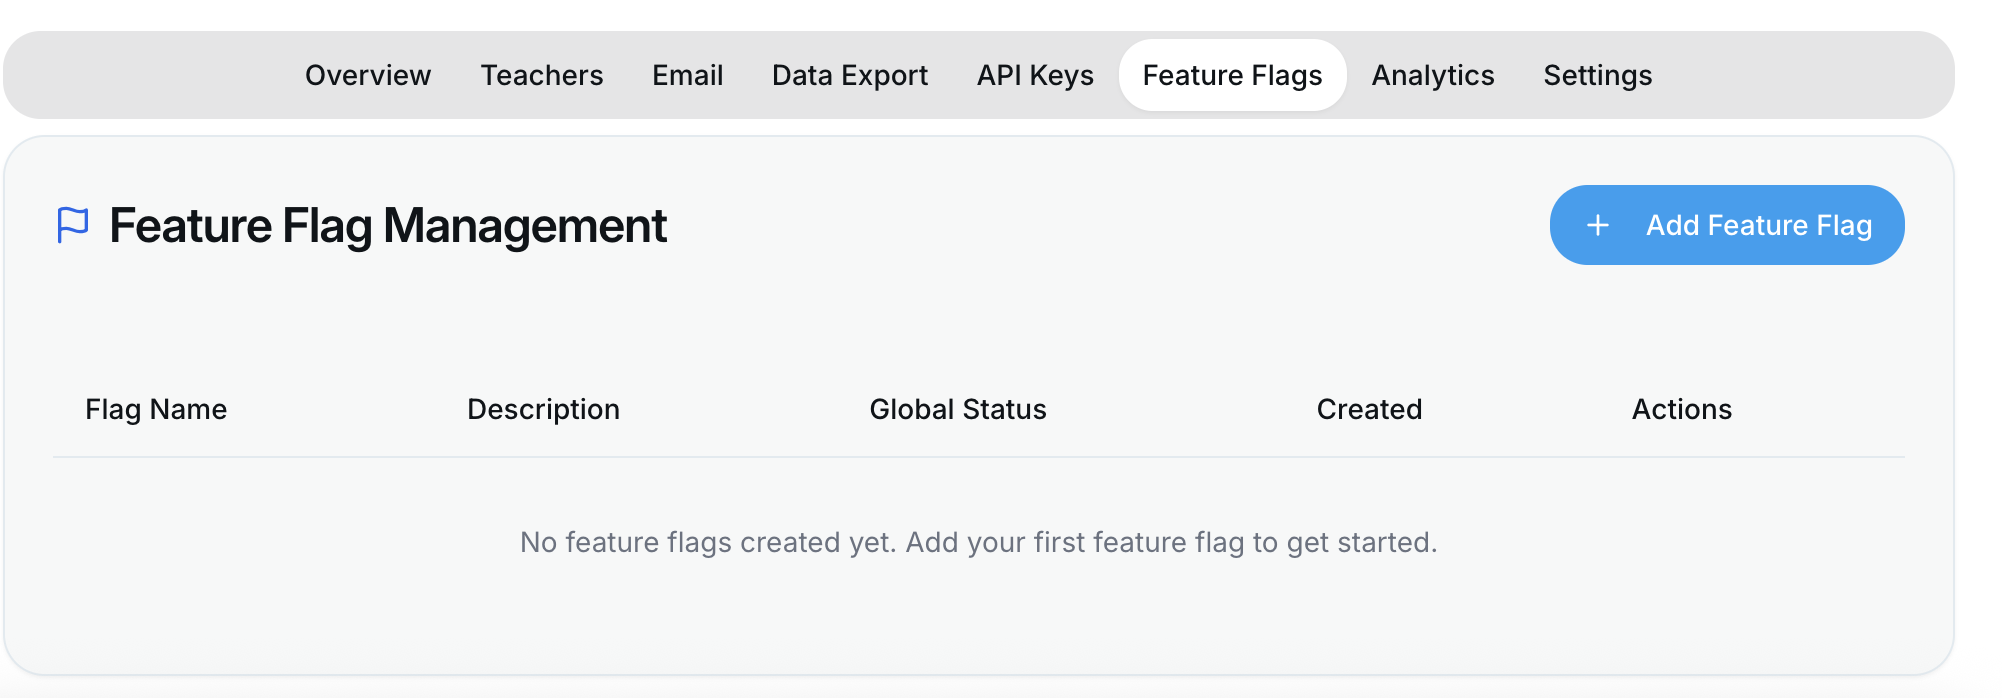 Overview Teachers Email Data Export API Keys Feature Flags Analytics Settings
Feature Flag Management
Add Feature Flag
Flag Name Description Global Status Created Actions
No feature flags created yet. Add your first feature flag to get started.